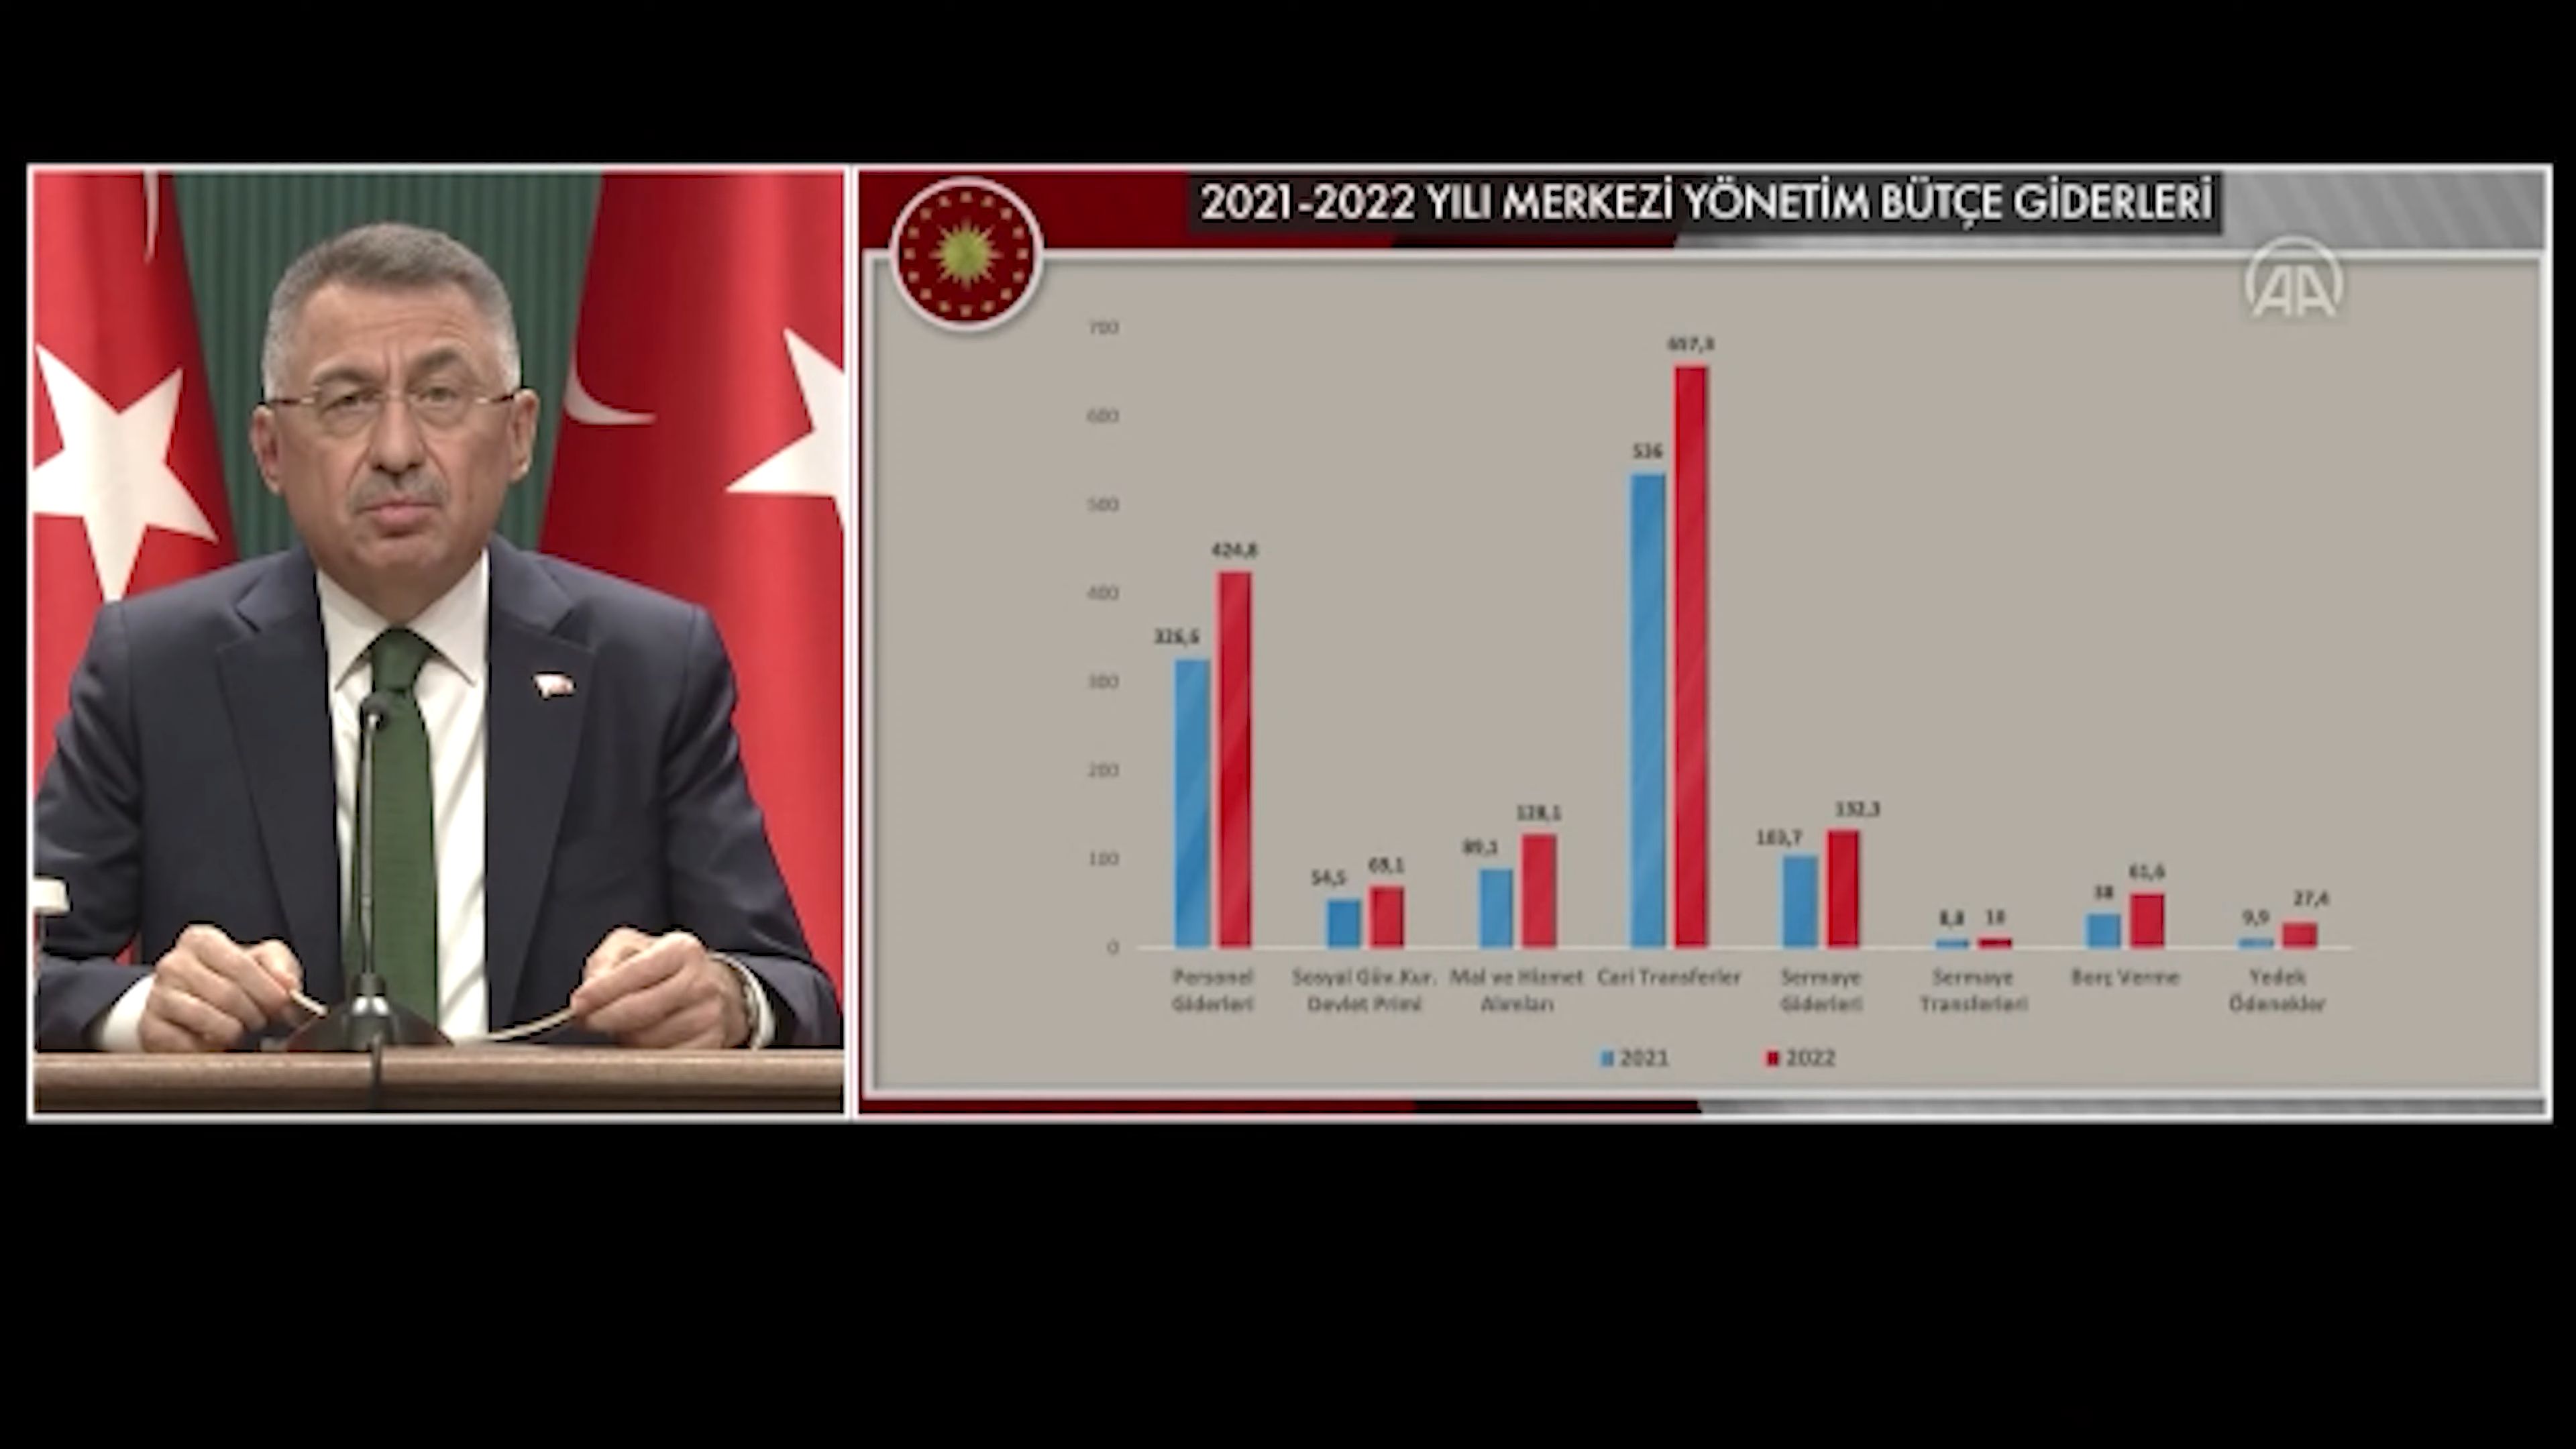 2021-2022 YILI MERKEZİ YÖNETİM BÜTÇE GİDERLERİ
AA
700
600
500
400
300
200
100
0
326,6
424,8
54,5
69,1
89,1
128,1
536
657,3
103,7
132,3
8,8
10
38
61,6
9,9
27,4
Personel
Giderleri
Sosyal Güv.Kur.
Devlet Primi
Mal ve Hizmet
Alımları
Cari Transferler
Sermaye
Giderleri
Sermaye
Transferleri
Borç Verme
Yedek
Ödenekler
2021
2022